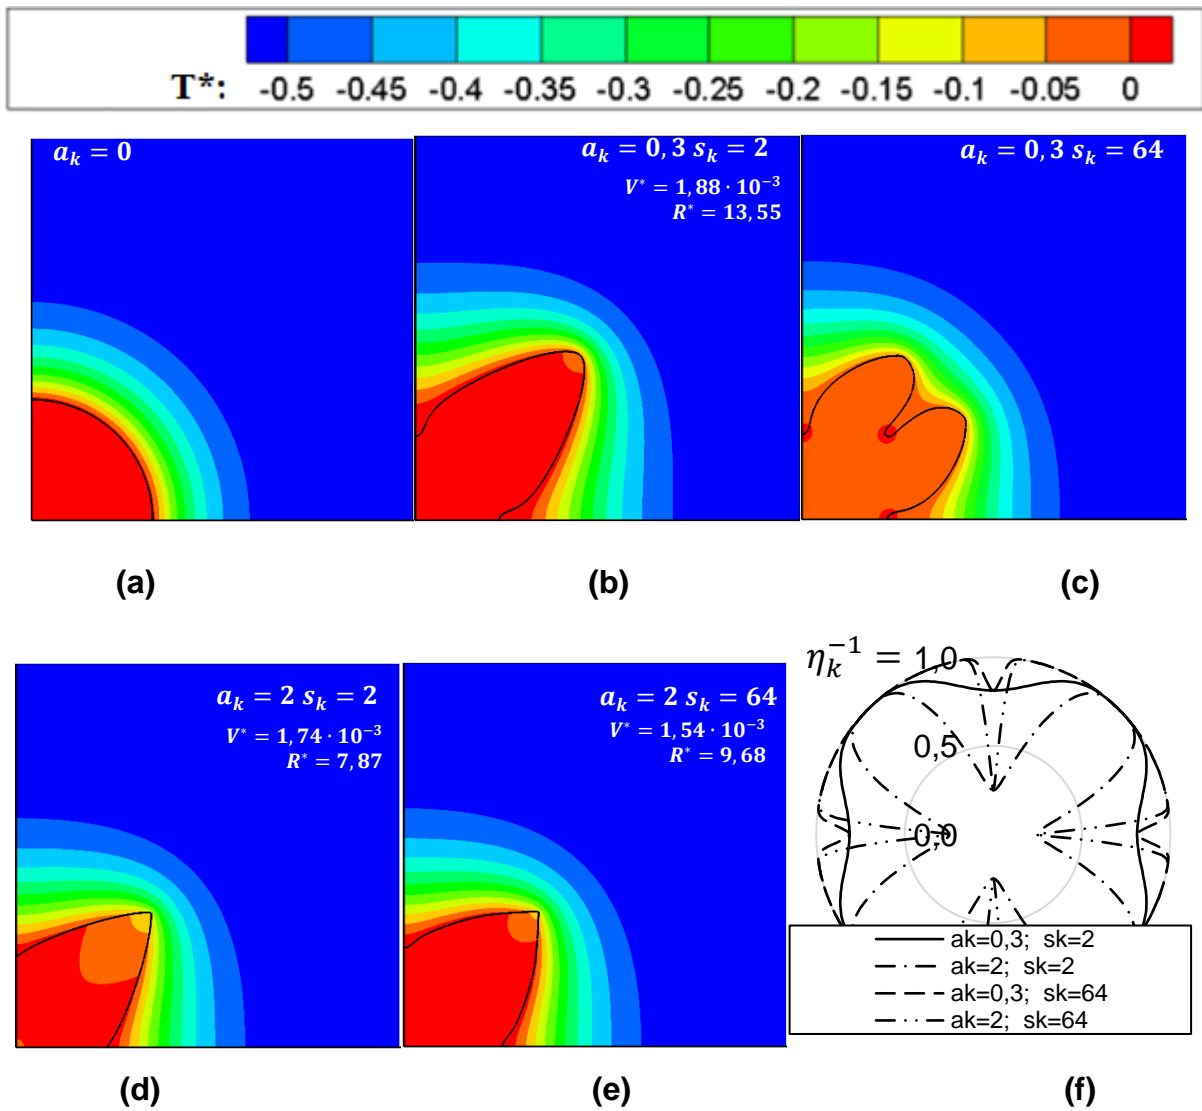 T*: -0.5 -0.45 -0.4 -0.35 -0.3 -0.25 -0.2 -0.15 -0.1 -0.05 0
a_k = 0
a_k = 0,3 s_k = 2
V* = 1,88 · 10⁻³
R* = 13,55
a_k = 0,3 s_k = 64
(a)
(b)
(c)
a_k = 2 s_k = 2
V* = 1,74 · 10⁻³
R* = 7,87
a_k = 2 s_k = 64
V* = 1,54 · 10⁻³
R* = 9,68
η_k⁻¹ = 1,0
0,5
0,0
ak=0,3; sk=2
ak=2; sk=2
ak=0,3; sk=64
ak=2; sk=64
(d)
(e)
(f)